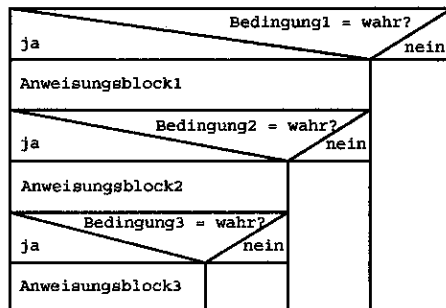 Bedingung1 = wahr?
ja nein
Anweisungsblock1
Bedingung2 = wahr?
ja nein
Anweisungsblock2
Bedingung3 = wahr?
ja nein
Anweisungsblock3